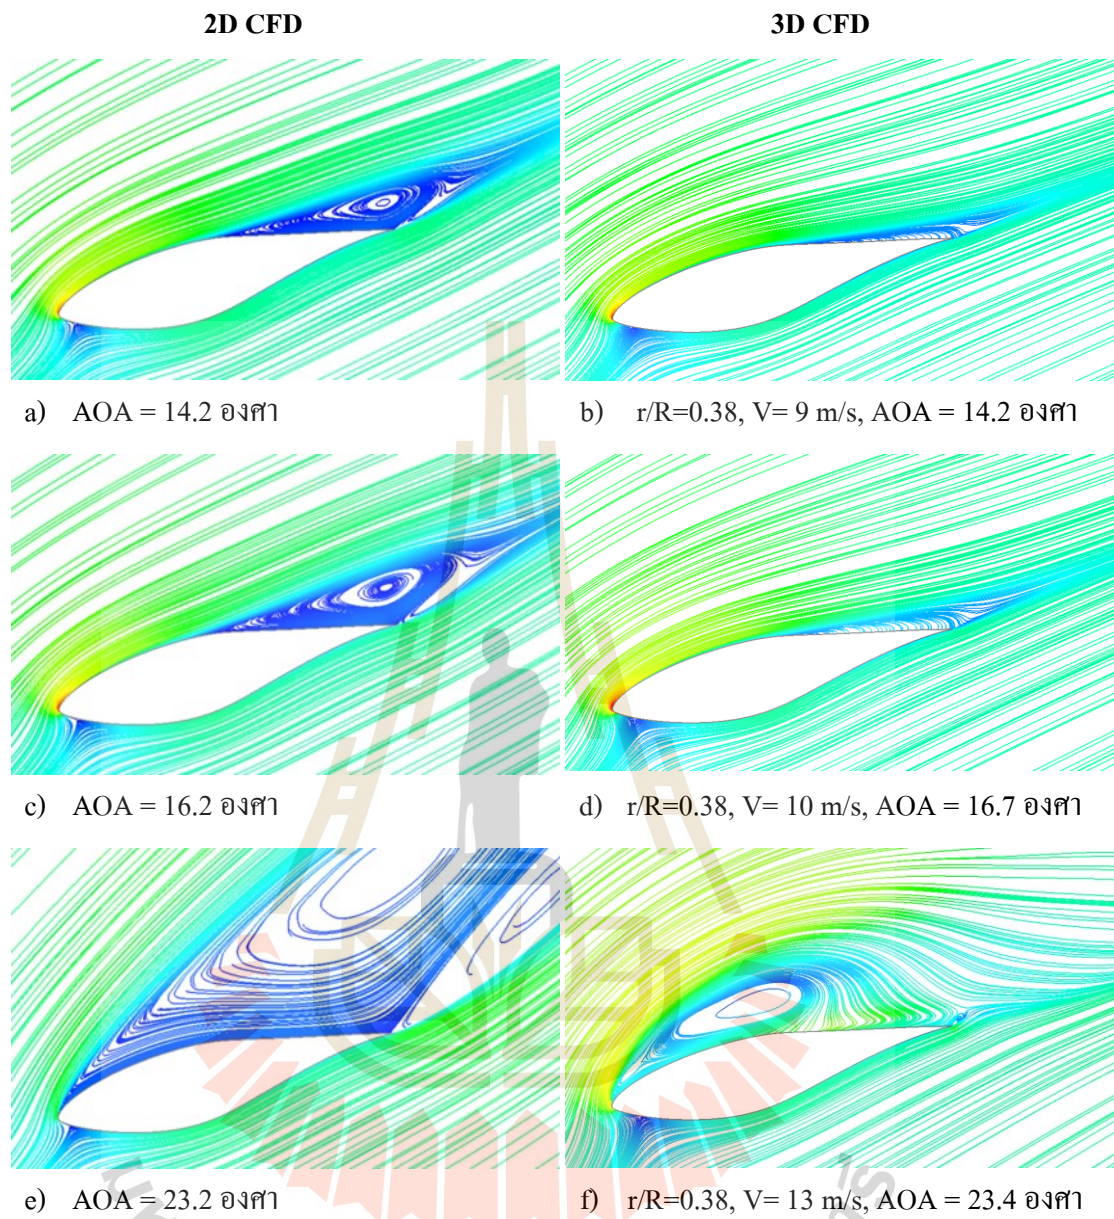 2D CFD 3D CFD
a) AOA = 14.2 องศา b) r/R=0.38, V= 9 m/s, AOA = 14.2 องศา
c) AOA = 16.2 องศา d) r/R=0.38, V= 10 m/s, AOA = 16.7 องศา
e) AOA = 23.2 องศา f) r/R=0.38, V= 13 m/s, AOA = 23.4 องศา